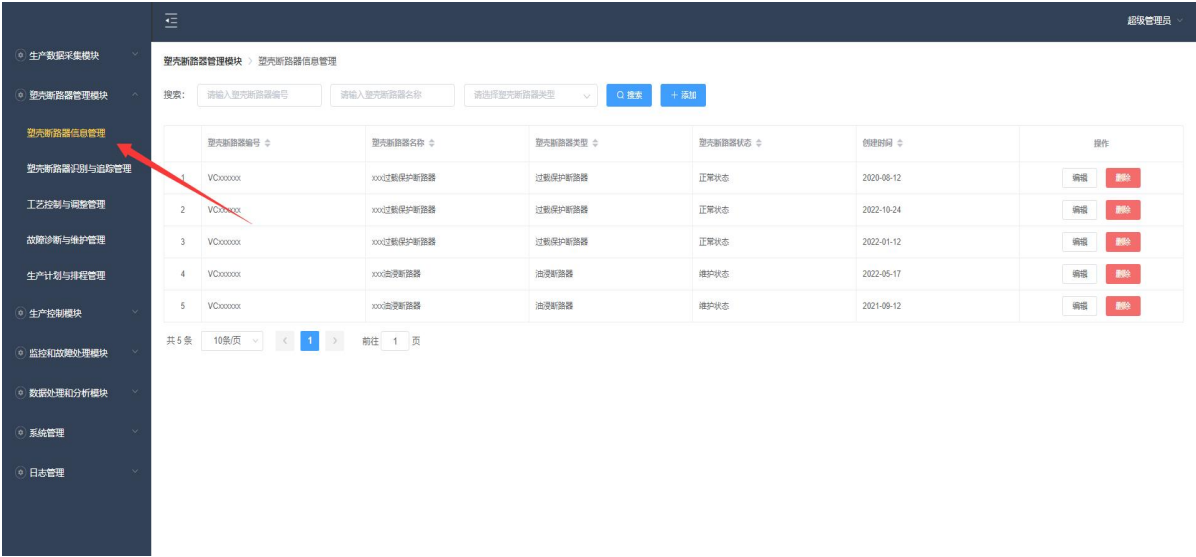 超级管理员
生产数据采集模块
塑壳断路器管理模块
塑壳断路器信息管理
塑壳断路器识别与追踪管理
工艺控制与调整管理
故障诊断与维护管理
生产计划与排程管理
生产控制模块
监控和故障处理模块
数据处理和分析模块
系统管理
日志管理
塑壳断路器管理模块 > 塑壳断路器信息管理
搜索: 请输入塑壳断路器编号 请输入塑壳断路器名称 请选择塑壳断路器类型 搜索 + 添加
塑壳断路器编号 塑壳断路器名称 塑壳断路器类型 塑壳断路器状态 创建时间 操作
1 VCxxxxxx xxx过载保护断路器 过载保护断路器 正常状态 2020-08-12 编辑 删除
2 VCxxxxxx xxx过载保护断路器 过载保护断路器 正常状态 2022-10-24 编辑 删除
3 VCxxxxxx xxx过载保护断路器 过载保护断路器 正常状态 2022-01-12 编辑 删除
4 VCxxxxxx xxx油浸断路器 油浸断路器 维护状态 2022-05-17 编辑 删除
5 VCxxxxxx xxx油浸断路器 油浸断路器 维护状态 2021-09-12 编辑 删除
共 5 条 10条/页 < 1 > 前往 1 页